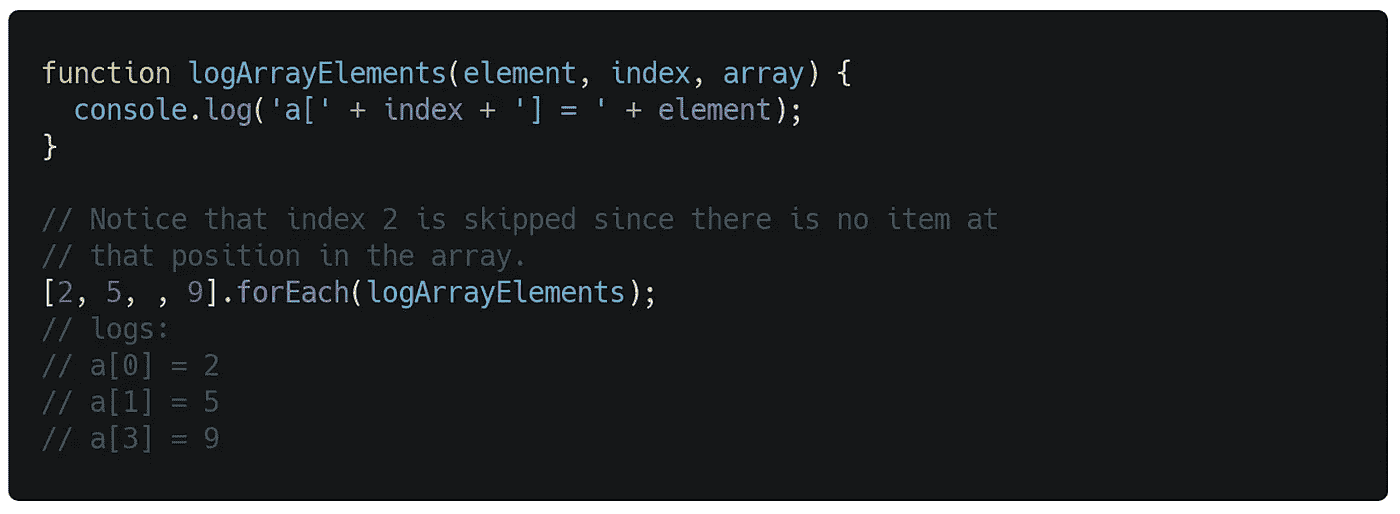 function logArrayElements(element, index, array) {
  console.log('a[' + index + '] = ' + element);
}
// Notice that index 2 is skipped since there is no item at
// that position in the array.
[2, 5, , 9].forEach(logArrayElements);
// logs:
// a[0] = 2
// a[1] = 5
// a[3] = 9